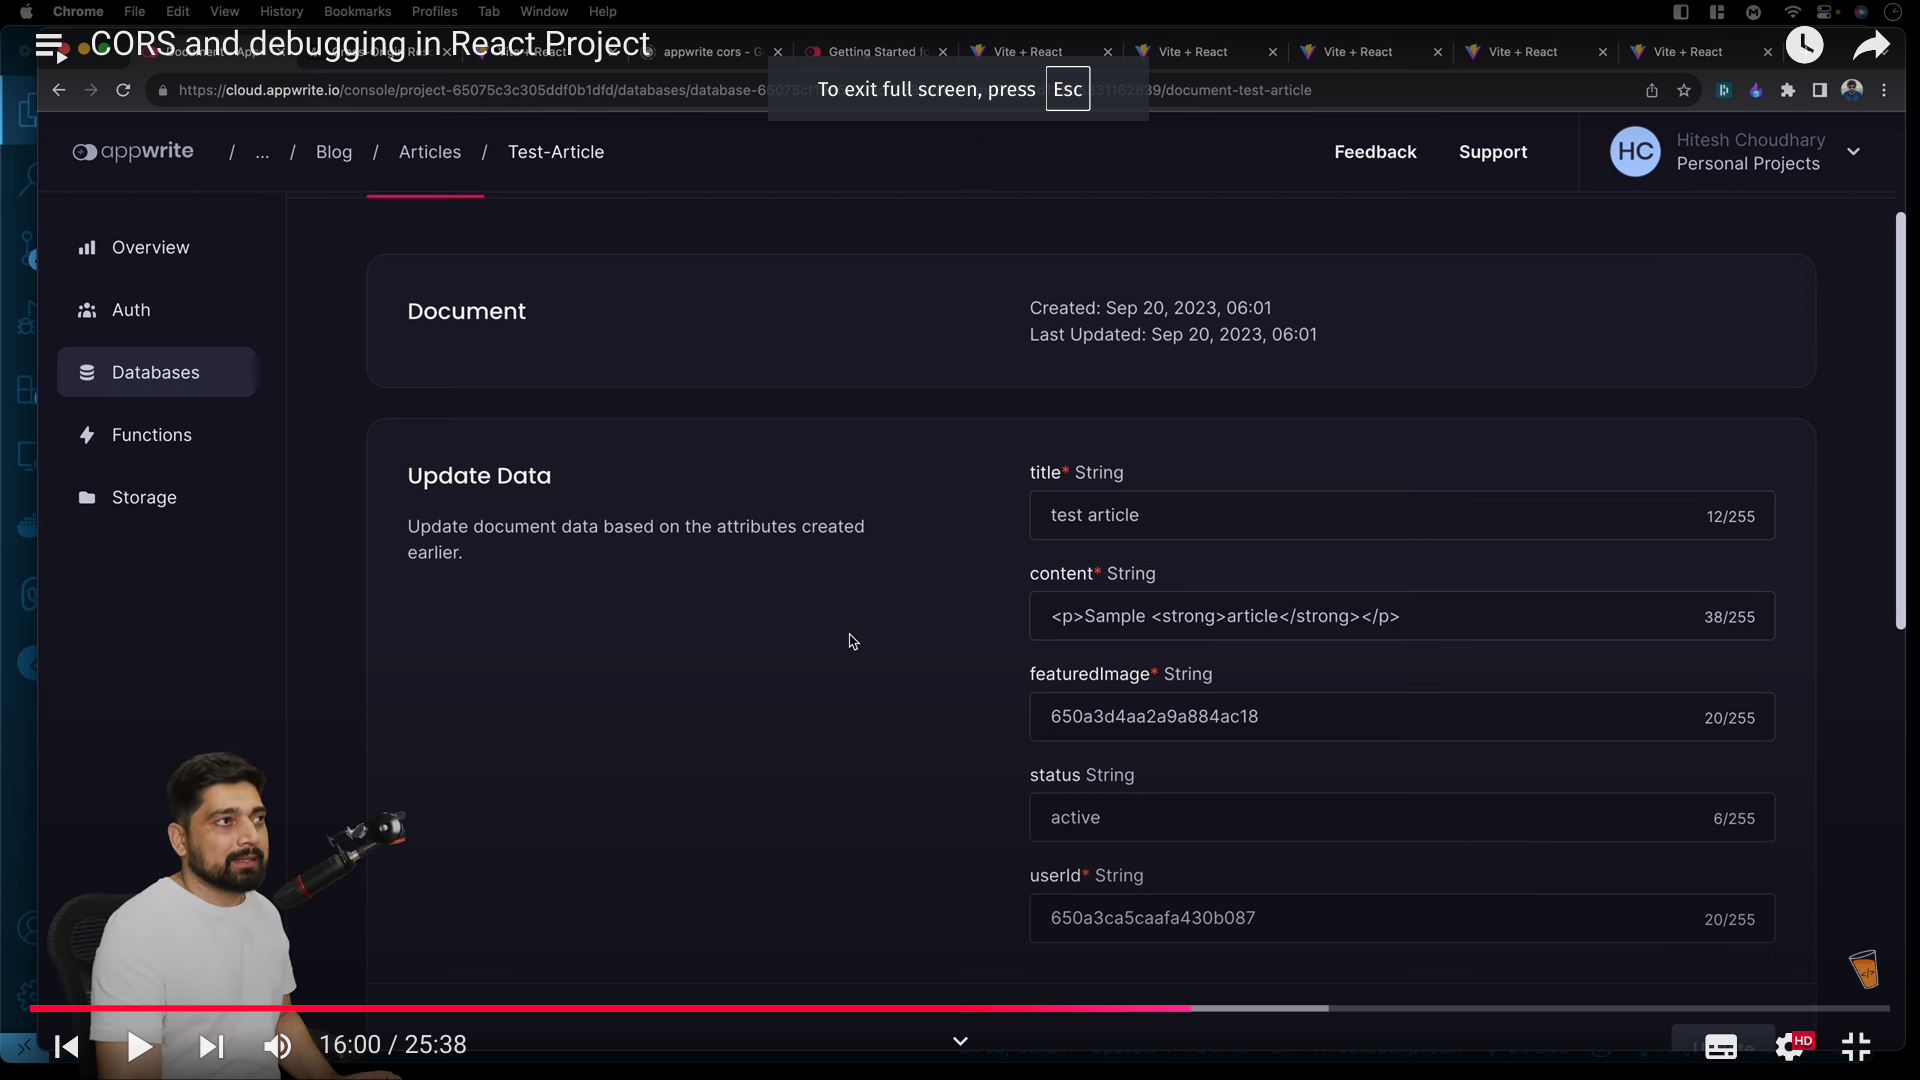 Chrome File Edit View History Bookmarks Profiles Tab Window Help
CORS and debugging in React Project
appwrite cors - G
Getting Started fo
Vite + React
Vite + React
Vite + React
Vite + React
Vite + React
https://cloud.appwrite.io/console/project-65075c3c305ddf0b1dfd/databases/database-65075cf /document-test-article
To exit full screen, press Esc
appwrite / ... / Blog / Articles / Test-Article
Feedback
Support
HC
Hitesh Choudhary
Personal Projects
Overview
Auth
Databases
Functions
Storage
Document
Created: Sep 20, 2023, 06:01
Last Updated: Sep 20, 2023, 06:01
Update Data
Update document data based on the attributes created
earlier.
title* String
test article 12/255
content* String
<p>Sample <strong>article</strong></p> 38/255
featuredImage* String
650a3d4aa2a9a884ac18 20/255
status String
active 6/255
userId* String
650a3ca5caafa430b087 20/255
16:00 / 25:38
HD